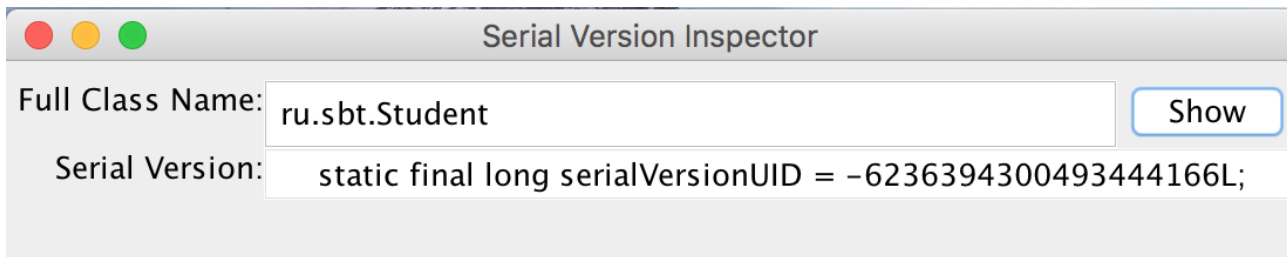 Serial Version Inspector
Full Class Name: ru.sbt.Student Show
Serial Version: static final long serialVersionUID = -6236394300493444166L;